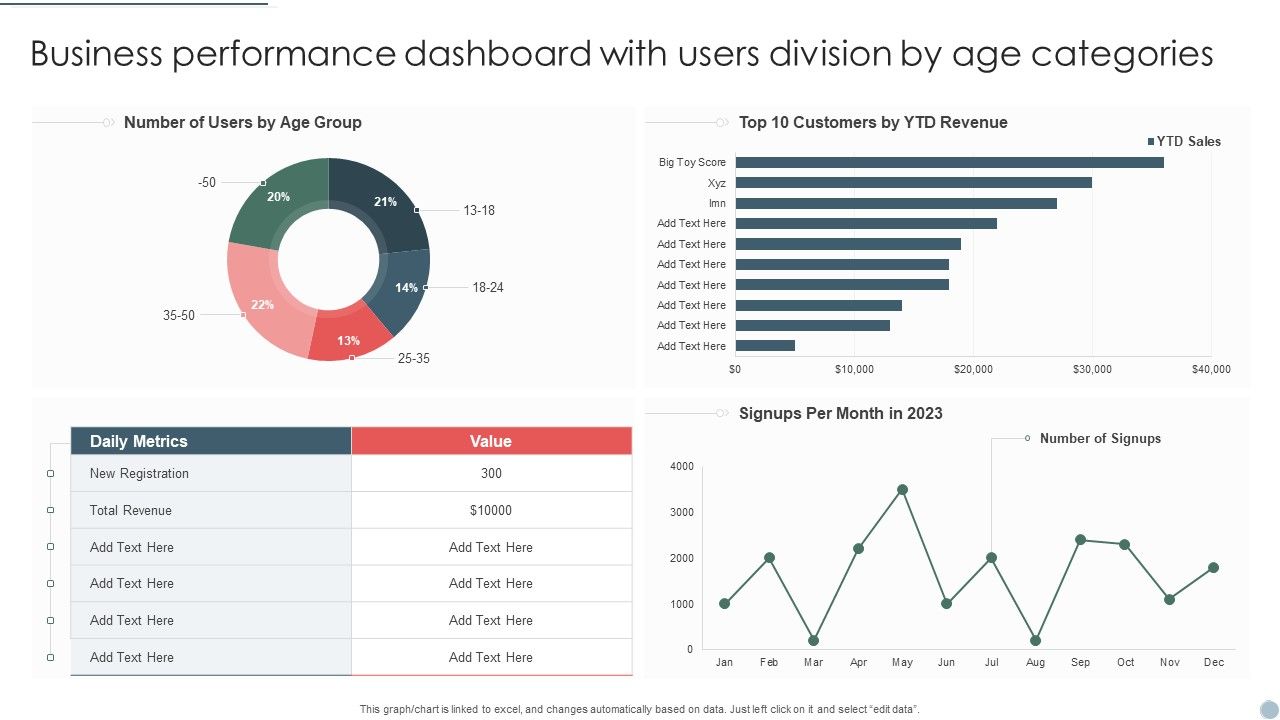 Business performance dashboard with users division by age categories
Number of Users by Age Group
-50
20%
21%
13-18
14%
18-24
35-50
22%
13%
25-35
Top 10 Customers by YTD Revenue
YTD Sales
Big Toy Score
Xyz
lmn
Add Text Here
Add Text Here
Add Text Here
Add Text Here
Add Text Here
Add Text Here
Add Text Here
$0 $10,000 $20,000 $30,000 $40,000
Daily Metrics Value
New Registration 300
Total Revenue $10000
Add Text Here Add Text Here
Add Text Here Add Text Here
Add Text Here Add Text Here
Add Text Here Add Text Here
Signups Per Month in 2023
Number of Signups
4000
3000
2000
1000
0
Jan Feb Mar Apr May Jun Jul Aug Sep Oct Nov Dec
This graph/chart is linked to excel, and changes automatically based on data. Just left click on it and select “edit data”.